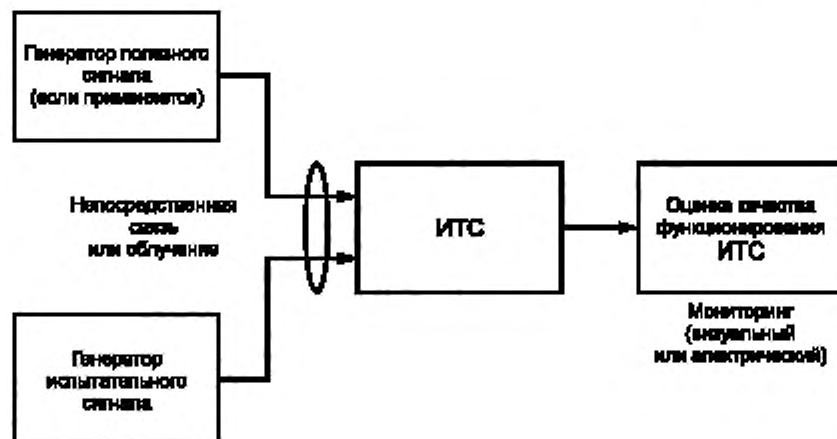 Генератор полезного
сигнала
(если применяется)
Непосредственная
связь
или облучение
ИТС
Оценка качества
функционирования
ИТС
Мониторинг
(визуальный
или электрический)
Генератор
испытательного
сигнала